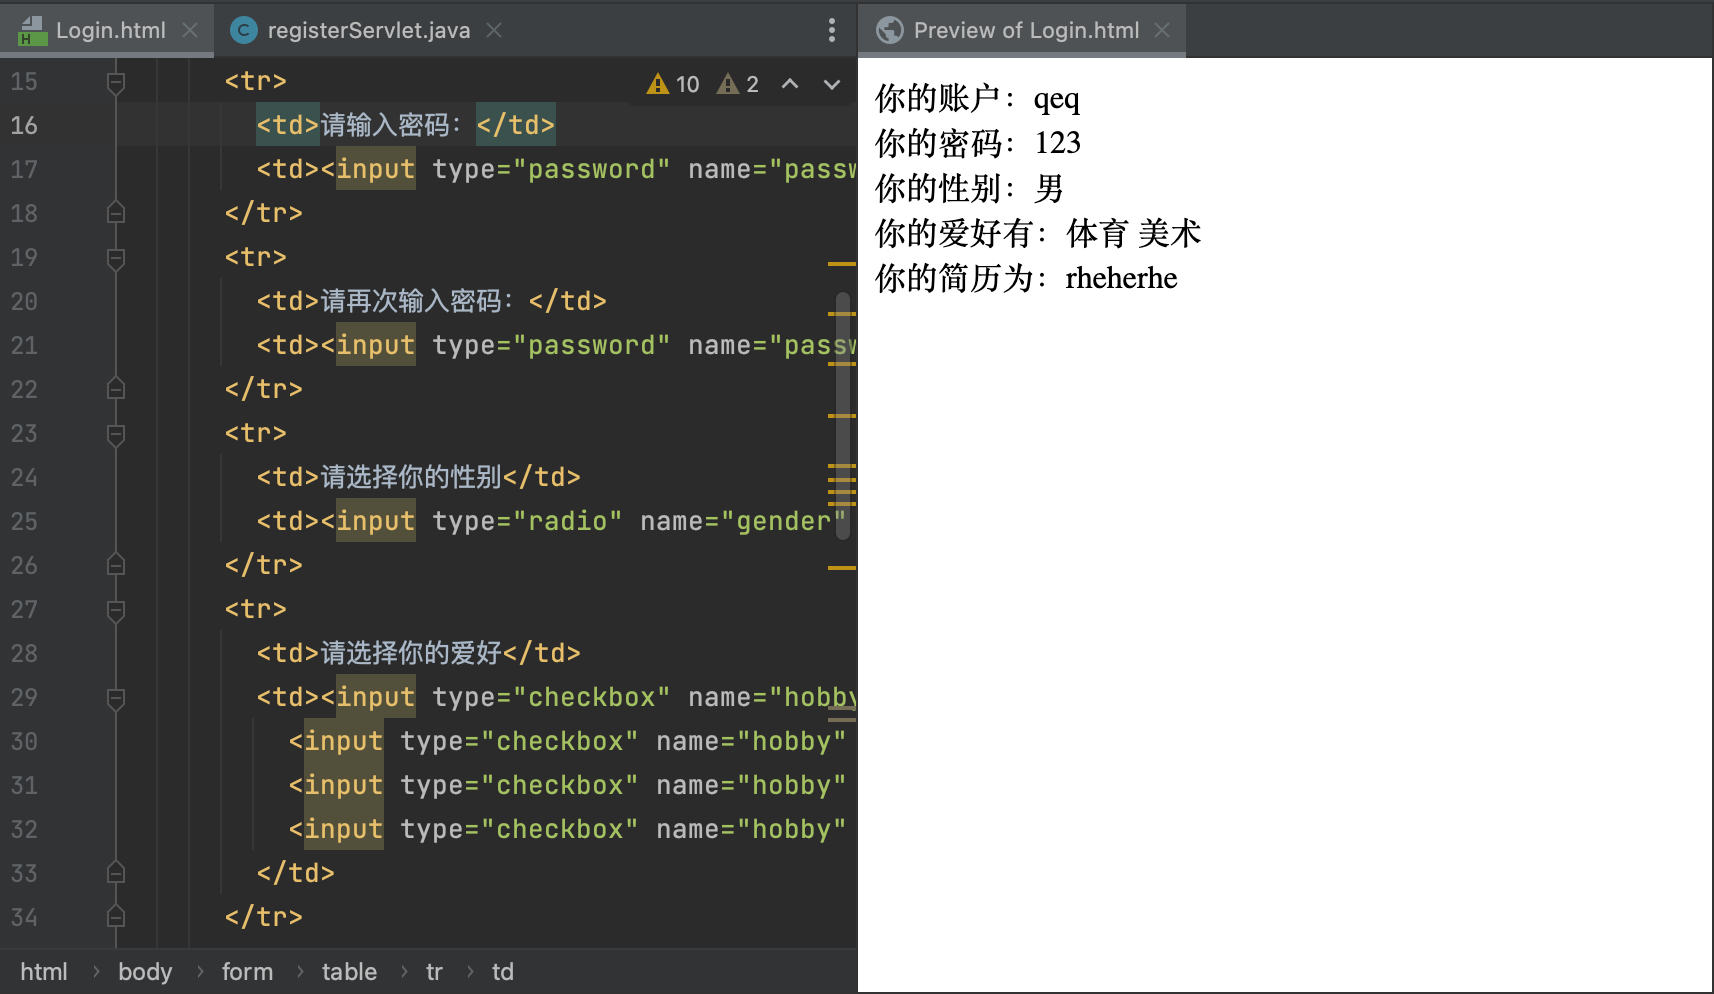 Login.html
registerServlet.java
Preview of Login.html
10
2
15 <tr>
16 <td>请输入密码：</td>
17 <td><input type="password" name="passw
18 </tr>
19 <tr>
20 <td>请再次输入密码：</td>
21 <td><input type="password" name="passw
22 </tr>
23 <tr>
24 <td>请选择你的性别</td>
25 <td><input type="radio" name="gender"
26 </tr>
27 <tr>
28 <td>请选择你的爱好</td>
29 <td><input type="checkbox" name="hobby
30 <input type="checkbox" name="hobby"
31 <input type="checkbox" name="hobby"
32 <input type="checkbox" name="hobby"
33 </td>
34 </tr>
html › body › form › table › tr › td
你的账户：qeq
你的密码：123
你的性别：男
你的爱好有：体育 美术
你的简历为：rheherhe